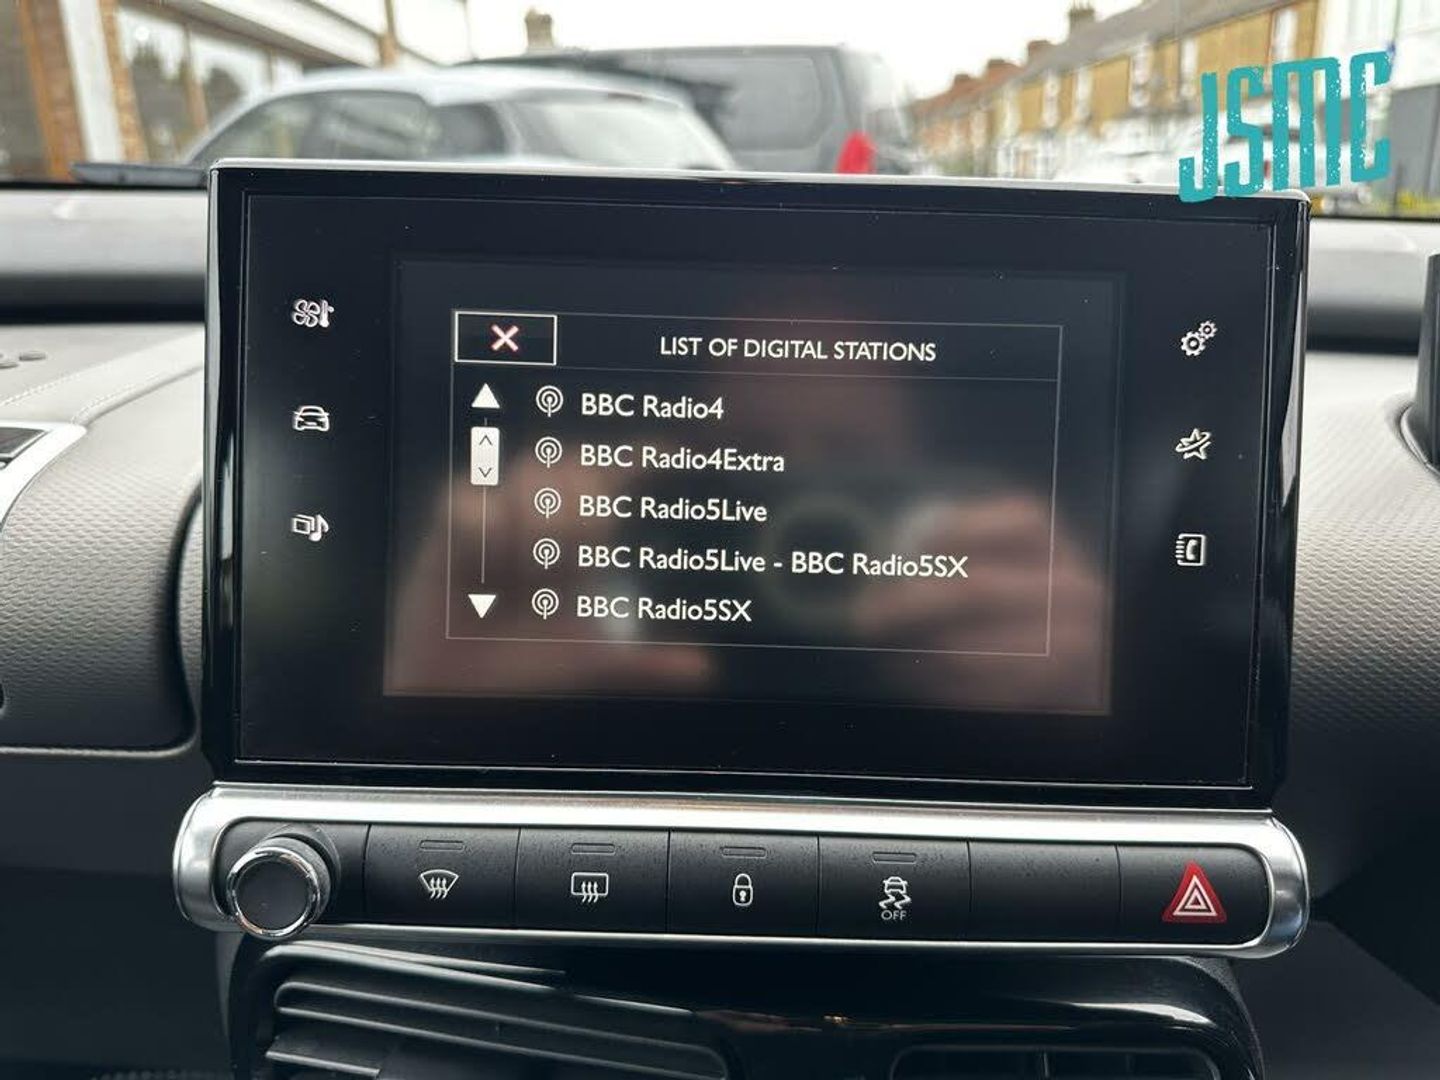 JSMC
LIST OF DIGITAL STATIONS
BBC Radio4
BBC Radio4Extra
BBC Radio5Live
BBC Radio5Live - BBC Radio5SX
BBC Radio5SX
OFF